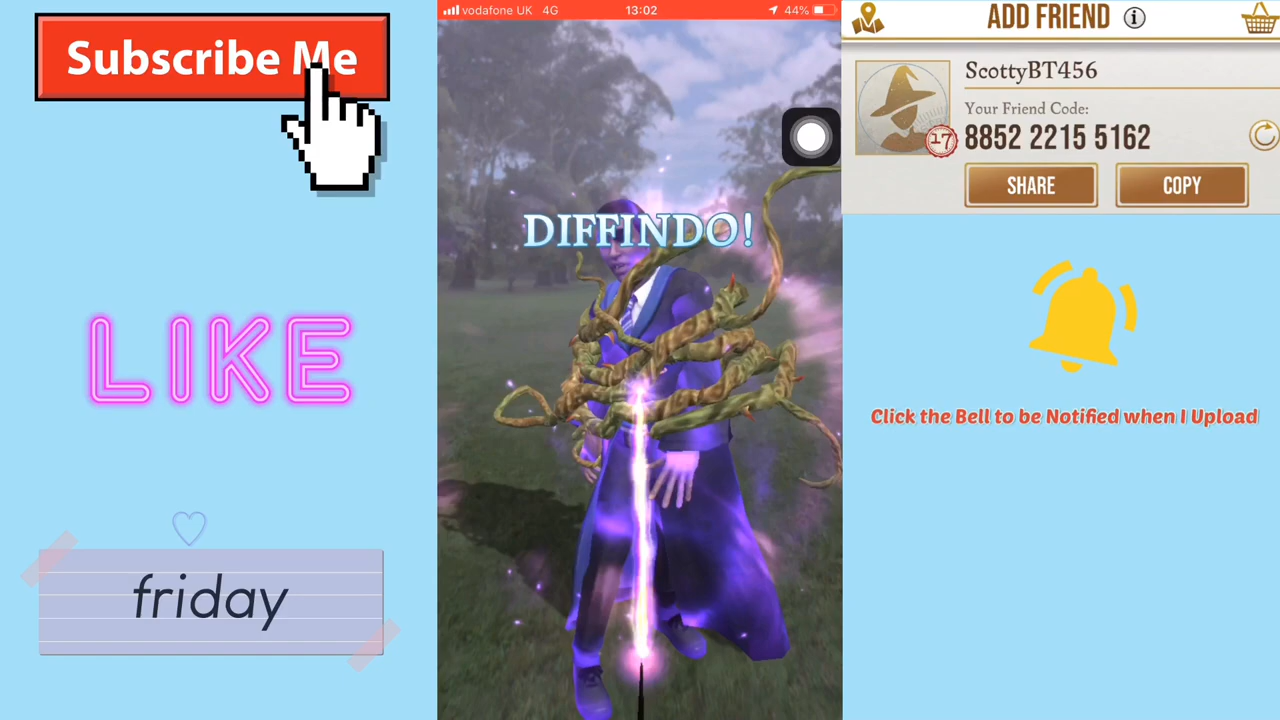 Subscribe Me
LIKE
friday
vodafone UK 4G 13:02 44%
DIFFINDO!
ADD FRIEND i
ScottyBT456
Your Friend Code:
17
8852 2215 5162
SHARE COPY
Click the Bell to be Notified when I Upload